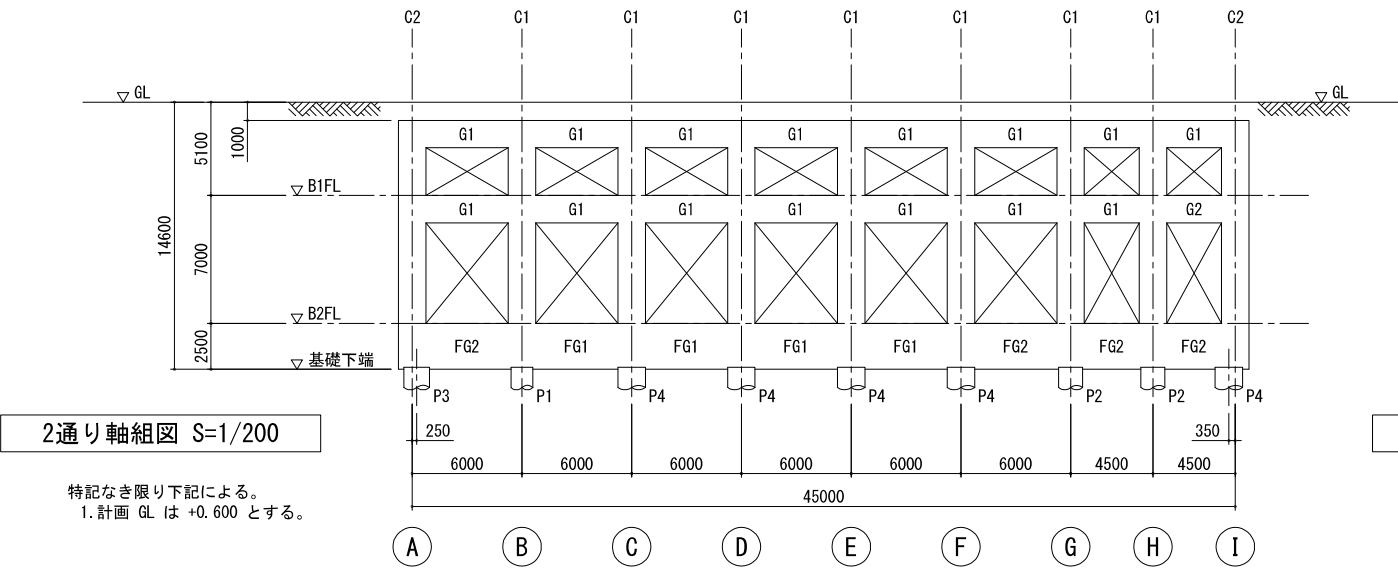 C2 C1 C1 C1 C1 C1 C1 C1 C2
GL GL
G1 G1 G1 G1 G1 G1 G1 G1
5100
1000
B1FL
G1 G1 G1 G1 G1 G1 G1 G2
14600
7000
B2FL
FG2 FG1 FG1 FG1 FG1 FG2 FG2 FG2
2500
基礎下端
P3 P1 P4 P4 P4 P4 P2 P2 P4
2通り軸組図 S=1/200
250 350
6000 6000 6000 6000 6000 6000 4500 4500
特記なき限り下記による。
45000
1.計画 GL は +0.600 とする。
A B C D E F G H I